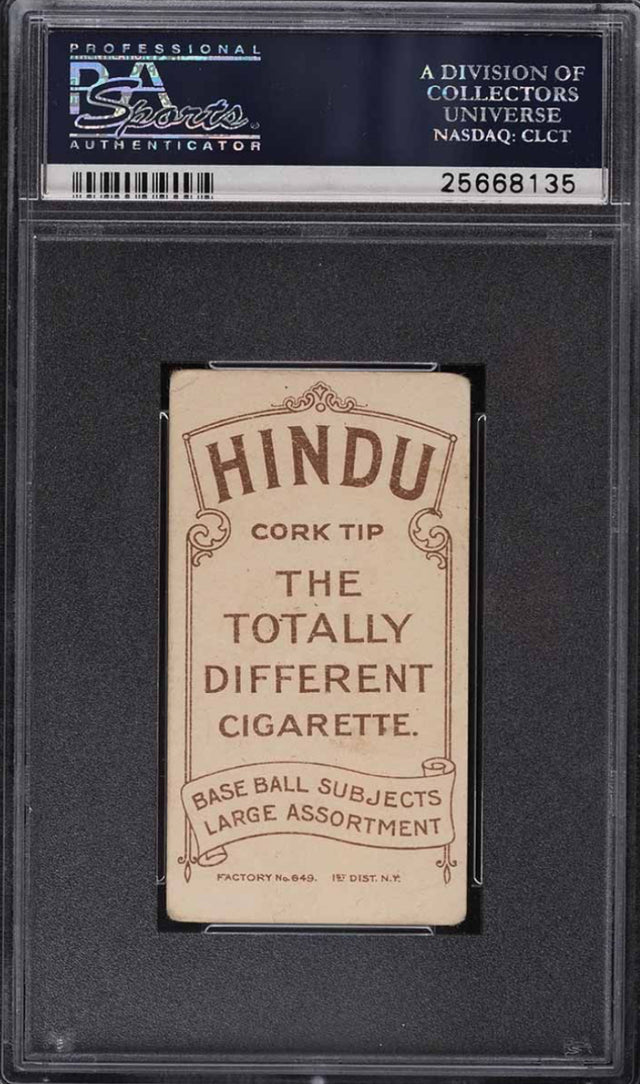 PROFESSIONAL
PSA
Sports
AUTHENTICATOR
A DIVISION OF
COLLECTORS
UNIVERSE
NASDAQ: CLCT
25668135
HINDU
CORK TIP
THE
TOTALLY
DIFFERENT
CIGARETTE.
BASE BALL SUBJECTS
LARGE ASSORTMENT
FACTORY No. 649. 1ST DIST. N.Y.